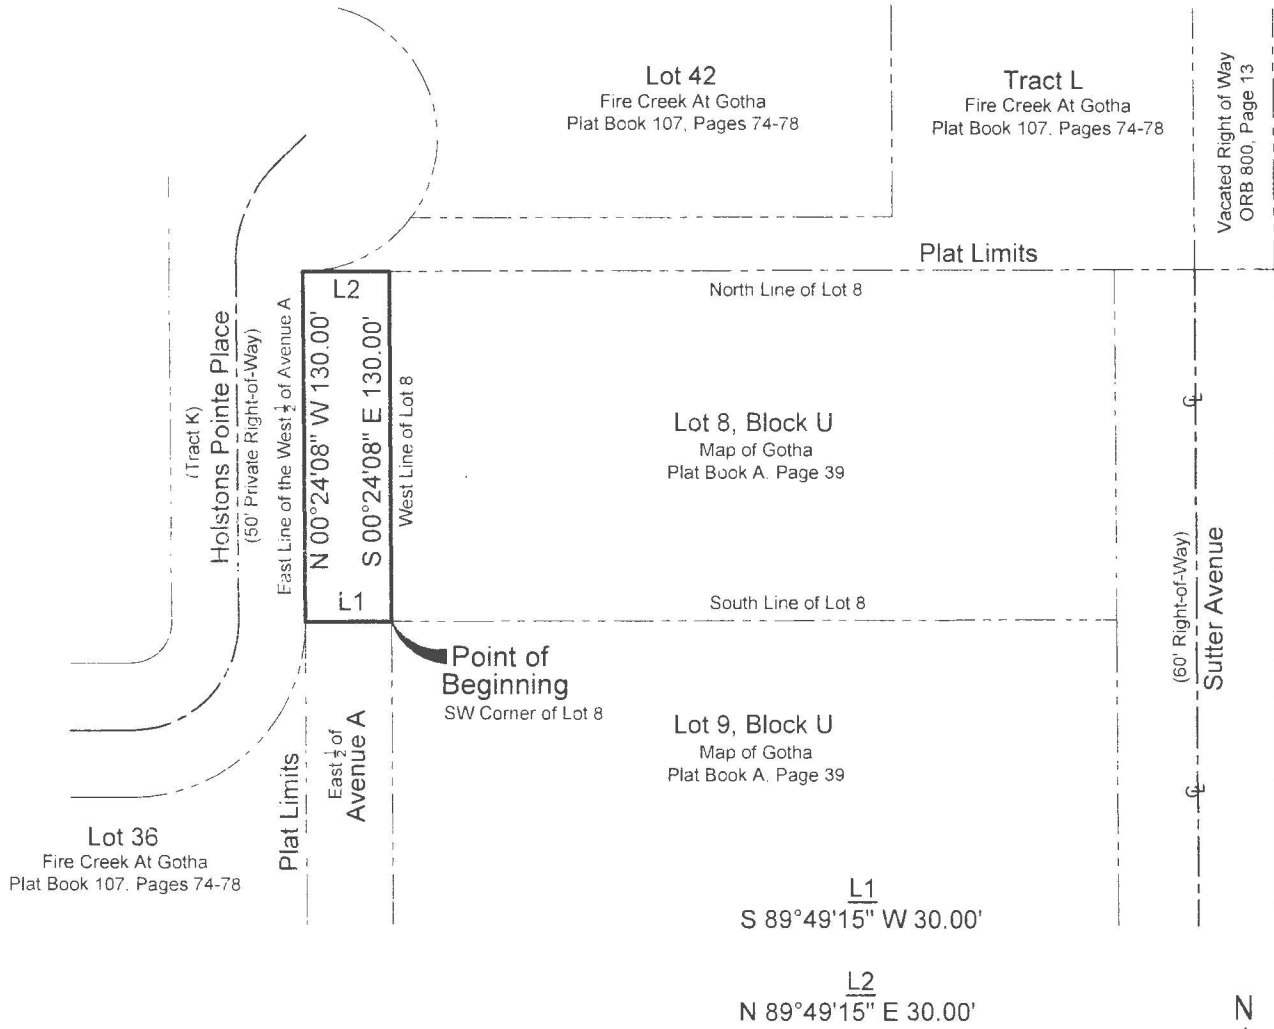 Lot 42
Fire Creek At Gotha
Plat Book 107, Pages 74-78
Tract L
Fire Creek At Gotha
Plat Book 107. Pages 74-78
Vacated Right of Way
ORB 800, Page 13
Plat Limits
North Line of Lot 8
L2
(Tract K)
Holstons Pointe Place
(50' Private Right-of-Way)
East Line of the West ½ of Avenue A
N 00°24'08" W 130.00'
S 00°24'08" E 130.00'
West Line of Lot 8
Lot 8, Block U
Map of Gotha
Plat Book A. Page 39
℄
L1
South Line of Lot 8
(60' Right-of-Way)
Sutter Avenue
Point of
Beginning
SW Corner of Lot 8
Lot 9, Block U
Map of Gotha
Plat Book A. Page 39
Plat Limits
East ½ of
Avenue A
℄
Lot 36
Fire Creek At Gotha
Plat Book 107. Pages 74-78
L1
S 89°49'15" W 30.00'
L2
N 89°49'15" E 30.00'
N